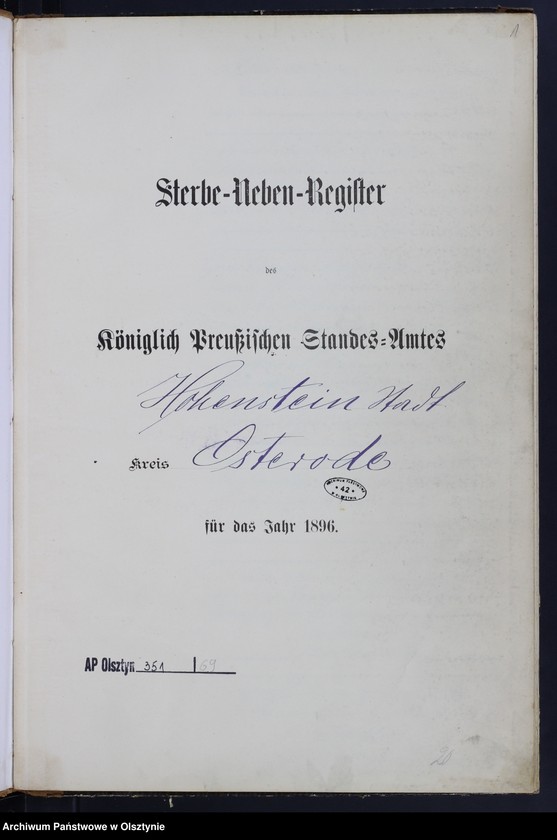 1
Sterbe-Neben-Register
des
Königlich Preußischen Standes-Amtes
Hohenstein Stadt
Kreis Osterode
* 42 *
für das Jahr 1896.
AP Olsztyn 351 | 69
Archiwum Państwowe w Olsztynie